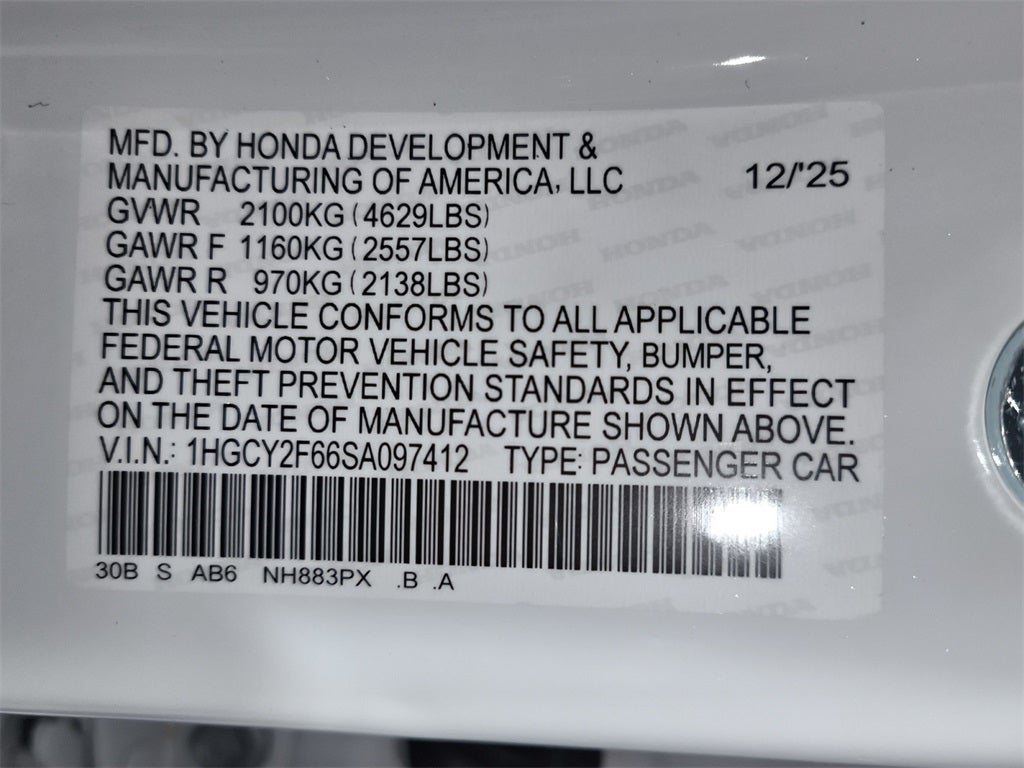 MFD. BY HONDA DEVELOPMENT &
MANUFACTURING OF AMERICA, LLC 12/'25
GVWR 2100KG (4629LBS)
GAWR F 1160KG (2557LBS)
GAWR R 970KG (2138LBS)
THIS VEHICLE CONFORMS TO ALL APPLICABLE
FEDERAL MOTOR VEHICLE SAFETY, BUMPER,
AND THEFT PREVENTION STANDARDS IN EFFECT
ON THE DATE OF MANUFACTURE SHOWN ABOVE.
V.I.N.: 1HGCY2F66SA097412 TYPE: PASSENGER CAR
30B S AB6 NH883PX .B .A